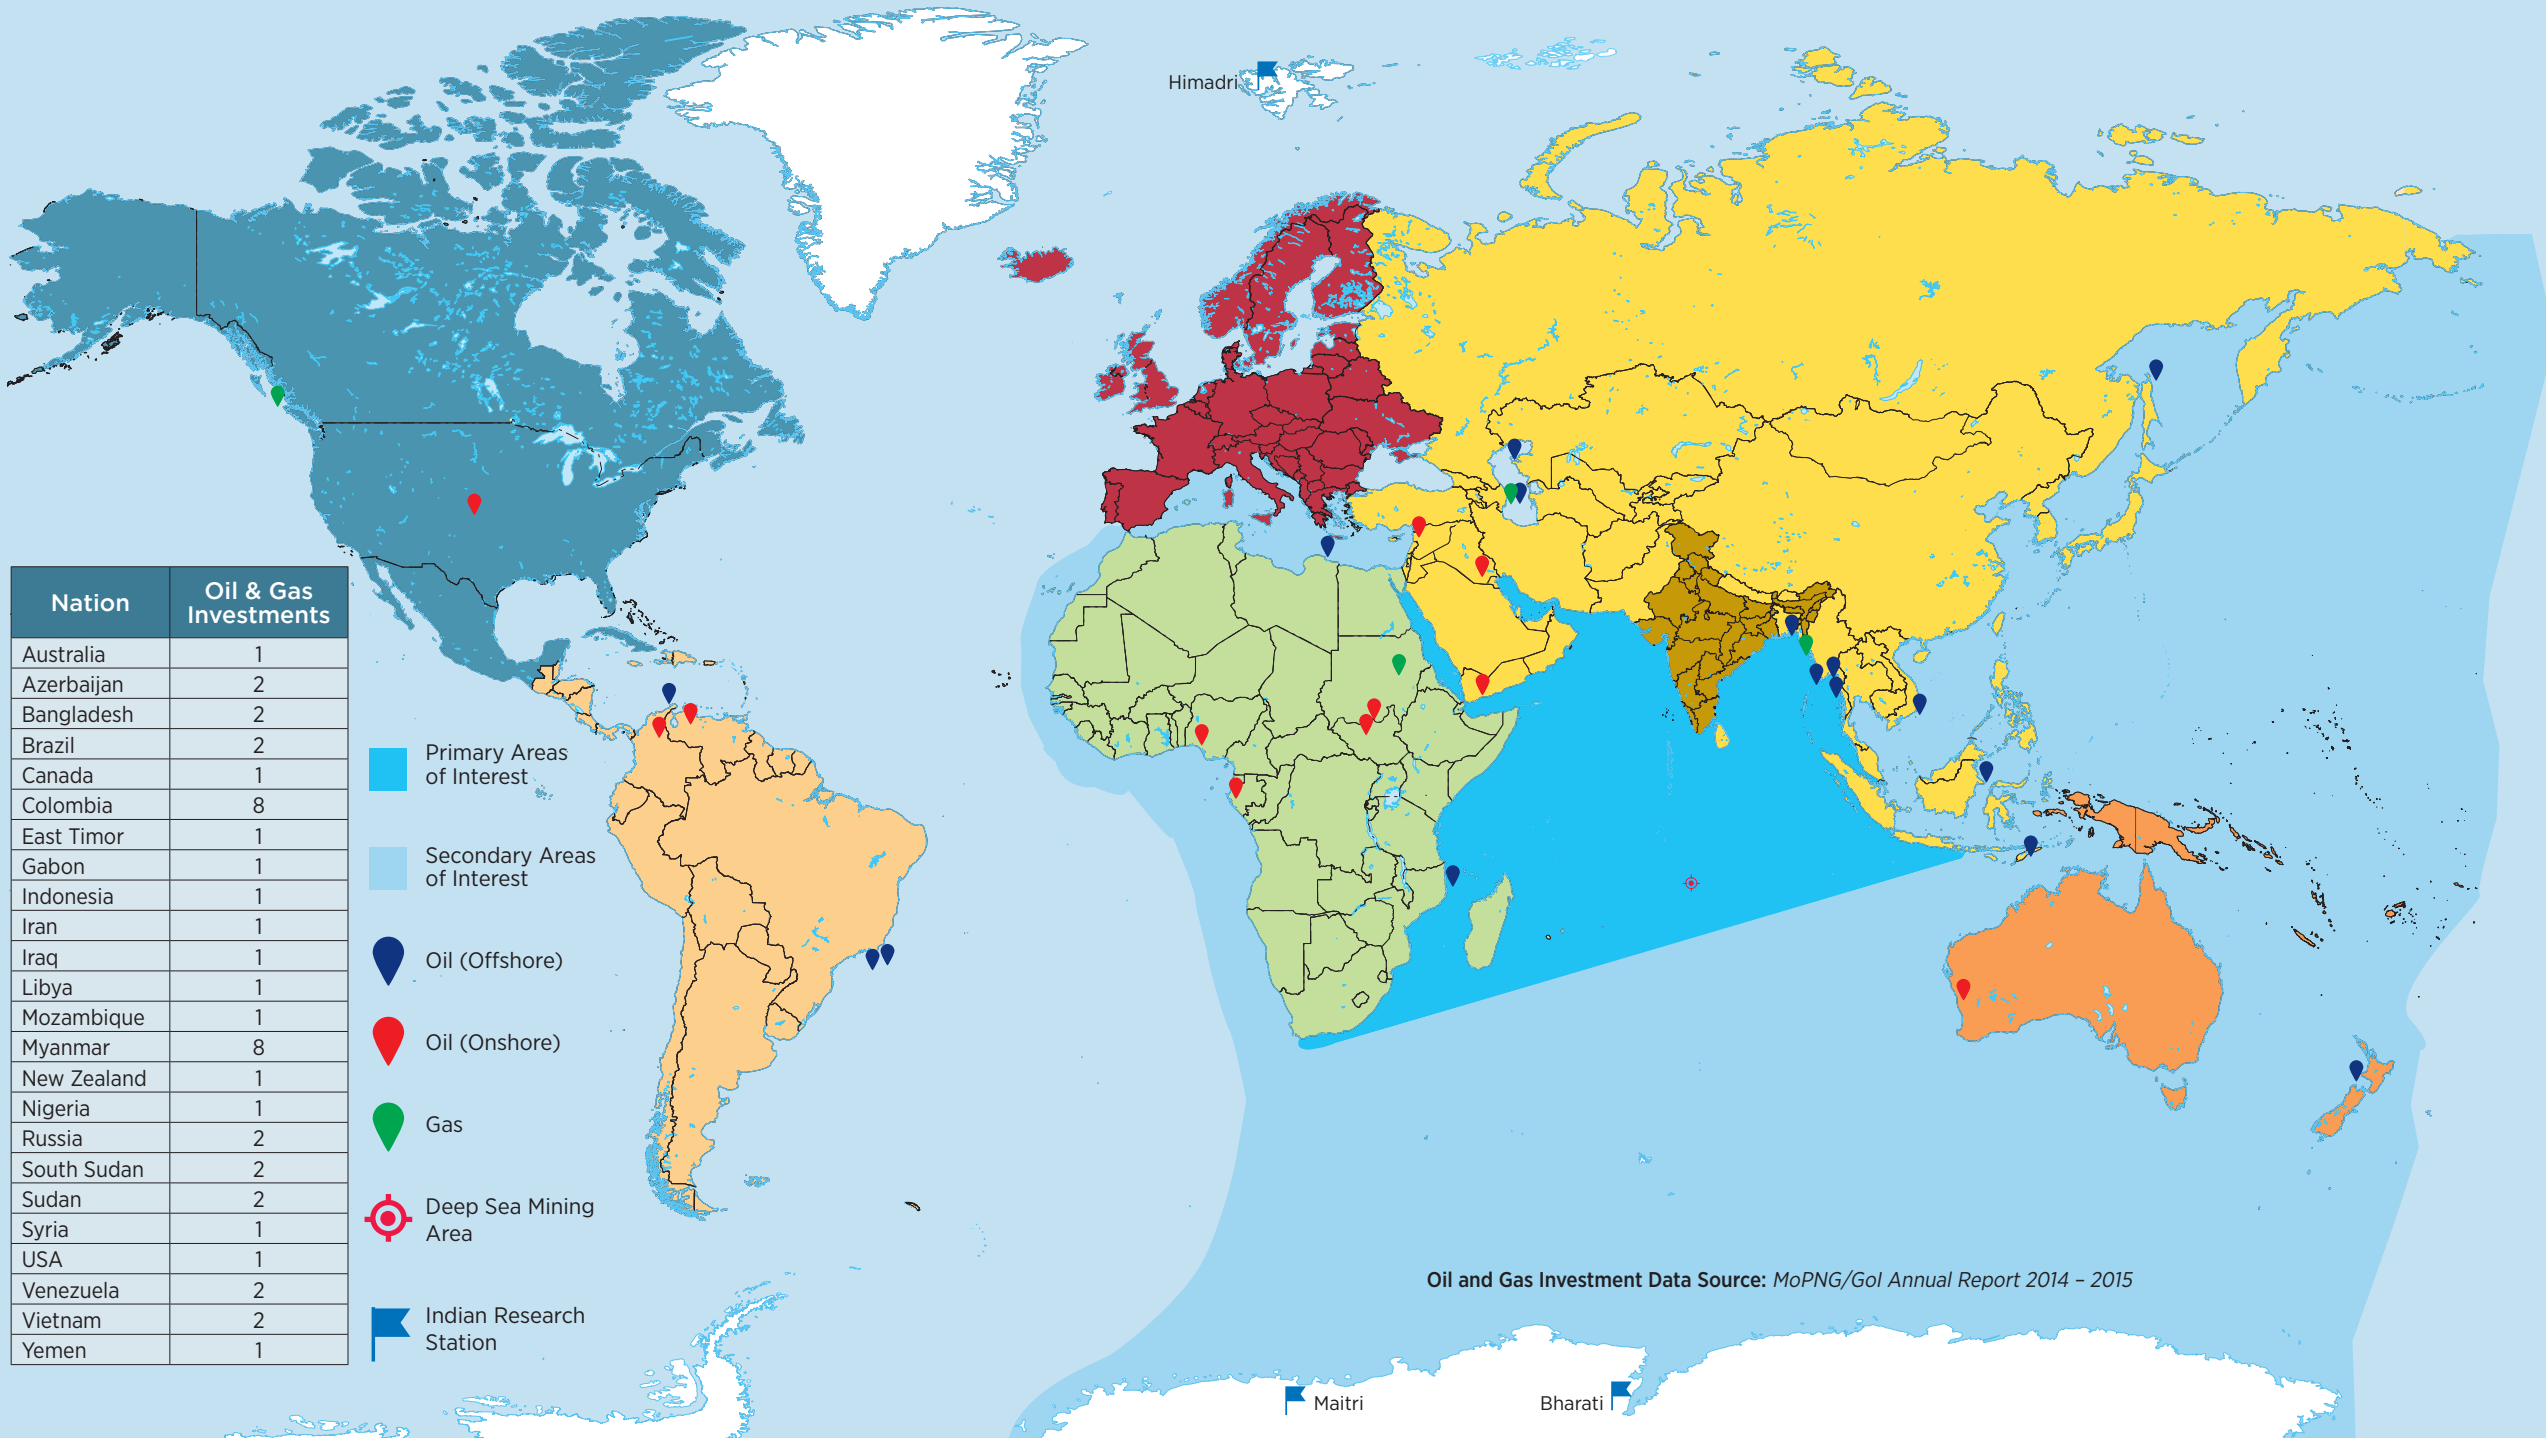 Himadri
Nation
Oil & Gas
Investments
Australia 1
Azerbaijan 2
Bangladesh 2
Brazil 2
Canada 1
Colombia 8
East Timor 1
Gabon 1
Indonesia 1
Iran 1
Iraq 1
Libya 1
Mozambique 1
Myanmar 8
New Zealand 1
Nigeria 1
Russia 2
South Sudan 2
Sudan 2
Syria 1
USA 1
Venezuela 2
Vietnam 2
Yemen 1
Primary Areas
of Interest
Secondary Areas
of Interest
Oil (Offshore)
Oil (Onshore)
Gas
Deep Sea Mining
Area
Indian Research
Station
Oil and Gas Investment Data Source: MoPNG/GoI Annual Report 2014 – 2015
Maitri
Bharati